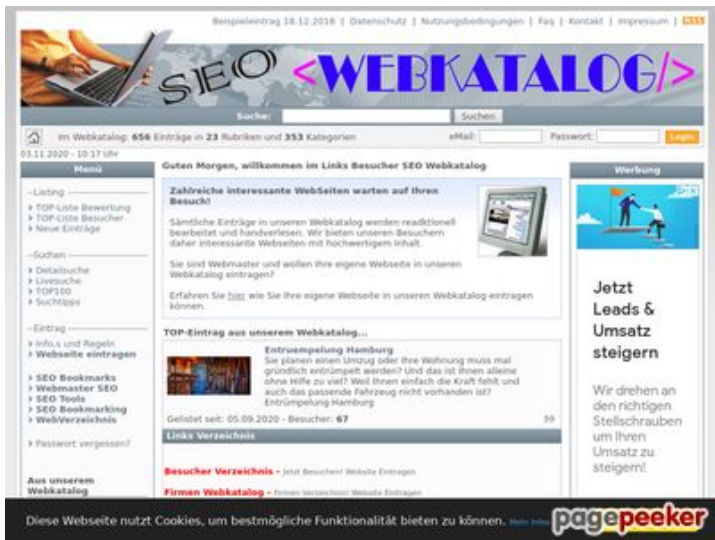 Beispieleintrag 18.12.2018 | Datenschutz | Nutzungsbedingungen | Faq | Kontakt | Impressum | RSS
SEO <WEBKATALOG/>
Suche: Suchen
Im Webkatalog: 656 Einträge in 23 Rubriken und 353 Kategorien eMail: Passwort: Login
03.11.2020 - 10:17 Uhr
Menü
-Listing
TOP-Liste Bewertung
TOP-Liste Besucher
Neue Einträge
-Suchen
Detailsuche
Livesuche
TOP100
Suchtipps
-Eintrag
Info,s und Regeln
Webseite eintragen
SEO Bookmarks
Webmaster SEO
SEO Tools
SEO Bookmarking
WebVerzeichnis
Passwort vergessen?
Aus unserem
Webkatalog
Guten Morgen, willkommen im Links Besucher SEO Webkatalog
Zahlreiche interessante WebSeiten warten auf Ihren
Besuch!
Sämtliche Einträge in unseren Webkatalog werden readktionell
bearbeitet und handverlesen. Wir bieten unseren Besuchern
daher interessante Webseiten mit hochwertigem Inhalt.
Sie sind Webmaster und wollen Ihre eigene Webseite in unseren
Webkatalog eintragen?
Erfahren Sie hier wie Sie Ihre eigene Webseite in unseren Webkatalog eintragen
können.
TOP-Eintrag aus unserem Webkatalog...
Entruempelung Hamburg
Sie planen einen Umzug oder Ihre Wohnung muss mal
gründlich entrümpelt werden? Und das ist Ihnen alleine
ohne Hilfe zu viel? Weil Ihnen einfach die Kraft fehlt und
auch das passende Fahrzeug nicht vorhanden ist?
Entrümpelung Hamburg
Gelistet seit: 05.09.2020 - Besucher: 67
Links Verzeichnis
Besucher Verzeichnis - Jetzt Besuchen! Website Eintragen
Firmen Webkatalog - Firmen Verzeichnis! Website Eintragen
Werbung
Jetzt
Leads &
Umsatz
steigern
Wir drehen an
den richtigen
Stellschrauben
um Ihren
Umsatz zu
steigern!
Diese Webseite nutzt Cookies, um bestmögliche Funktionalität bieten zu können. Mehr Infos
pagepeeker